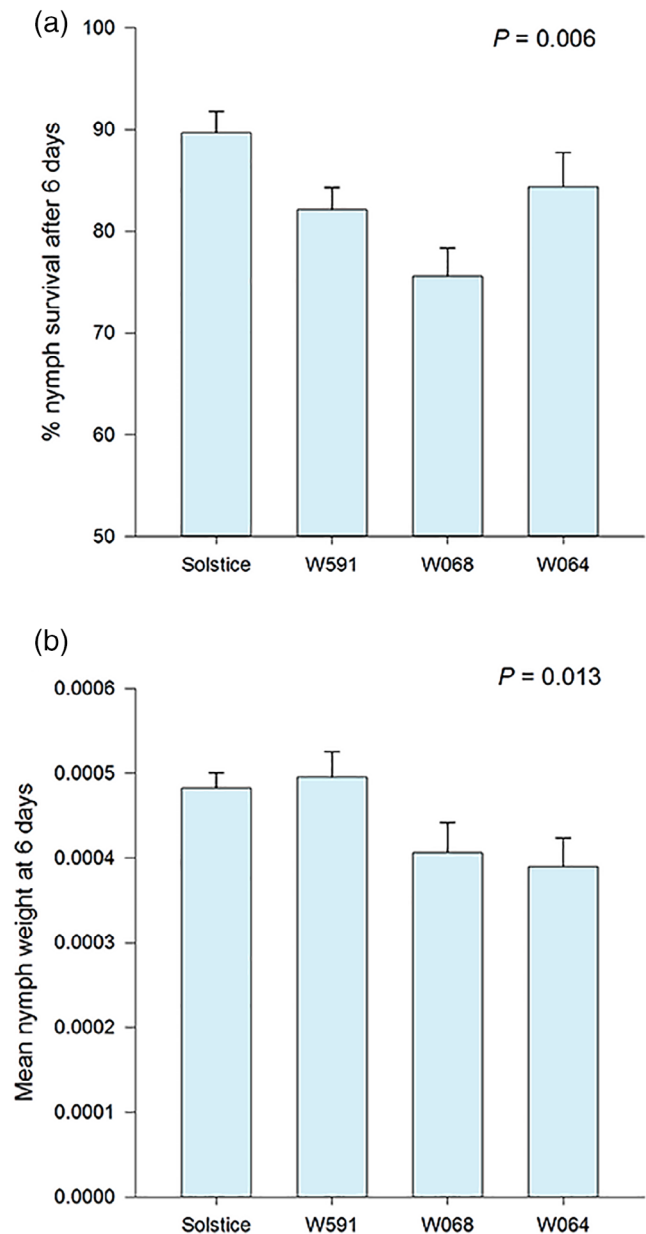 (a)
P = 0.006
% nymph survival after 6 days
100
90
80
70
60
50
Solstice W591 W068 W064
(b)
P = 0.013
Mean nymph weight at 6 days
0.0006
0.0005
0.0004
0.0003
0.0002
0.0001
0.0000
Solstice W591 W068 W064